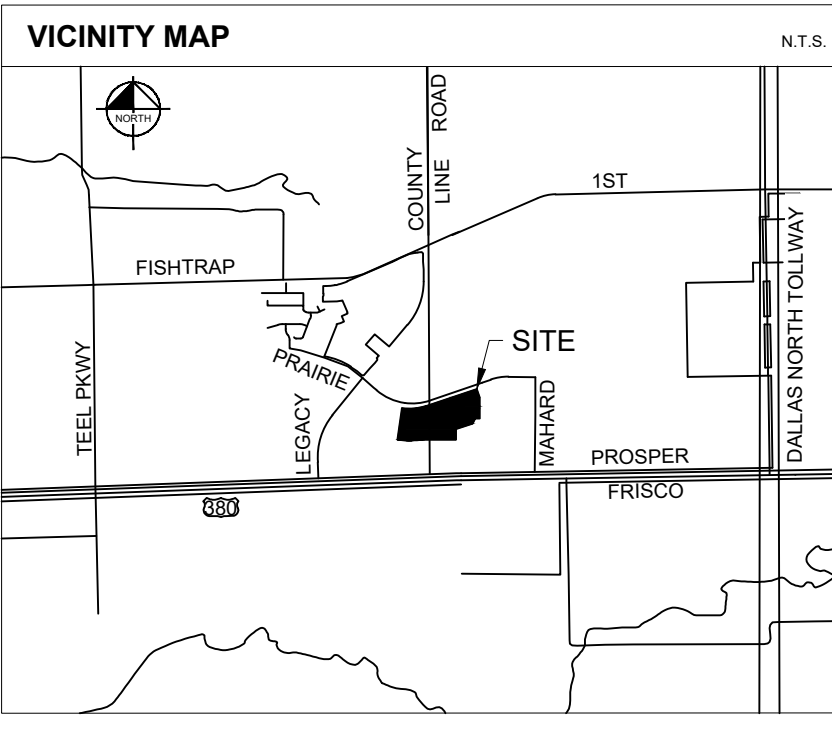 VICINITY MAP
N.T.S.
NORTH
COUNTY
LINE ROAD
1ST
FISHTRAP
DALLAS NORTH TOLLWAY
SITE
PRAIRIE
TEEL PKWY
LEGACY
MAHARD
PROSPER
FRISCO
380